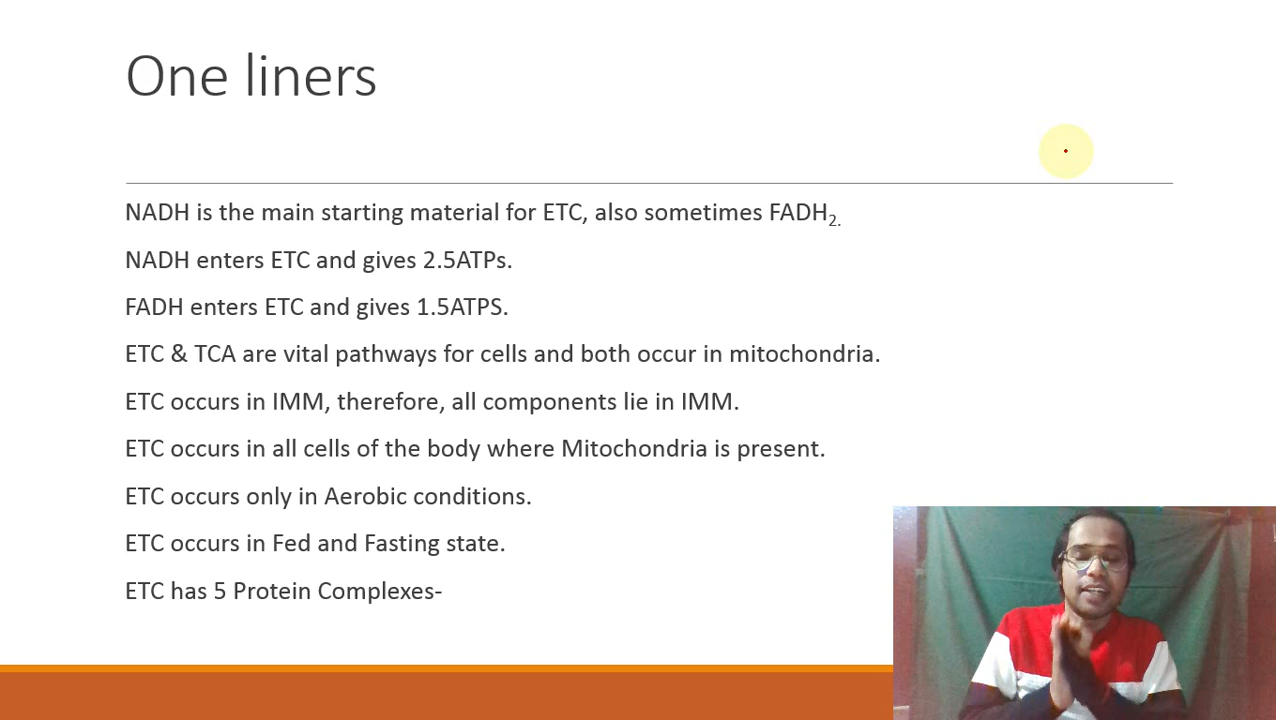 One liners
NADH is the main starting material for ETC, also sometimes FADH₂.
NADH enters ETC and gives 2.5ATPs.
FADH enters ETC and gives 1.5ATPS.
ETC & TCA are vital pathways for cells and both occur in mitochondria.
ETC occurs in IMM, therefore, all components lie in IMM.
ETC occurs in all cells of the body where Mitochondria is present.
ETC occurs only in Aerobic conditions.
ETC occurs in Fed and Fasting state.
ETC has 5 Protein Complexes-